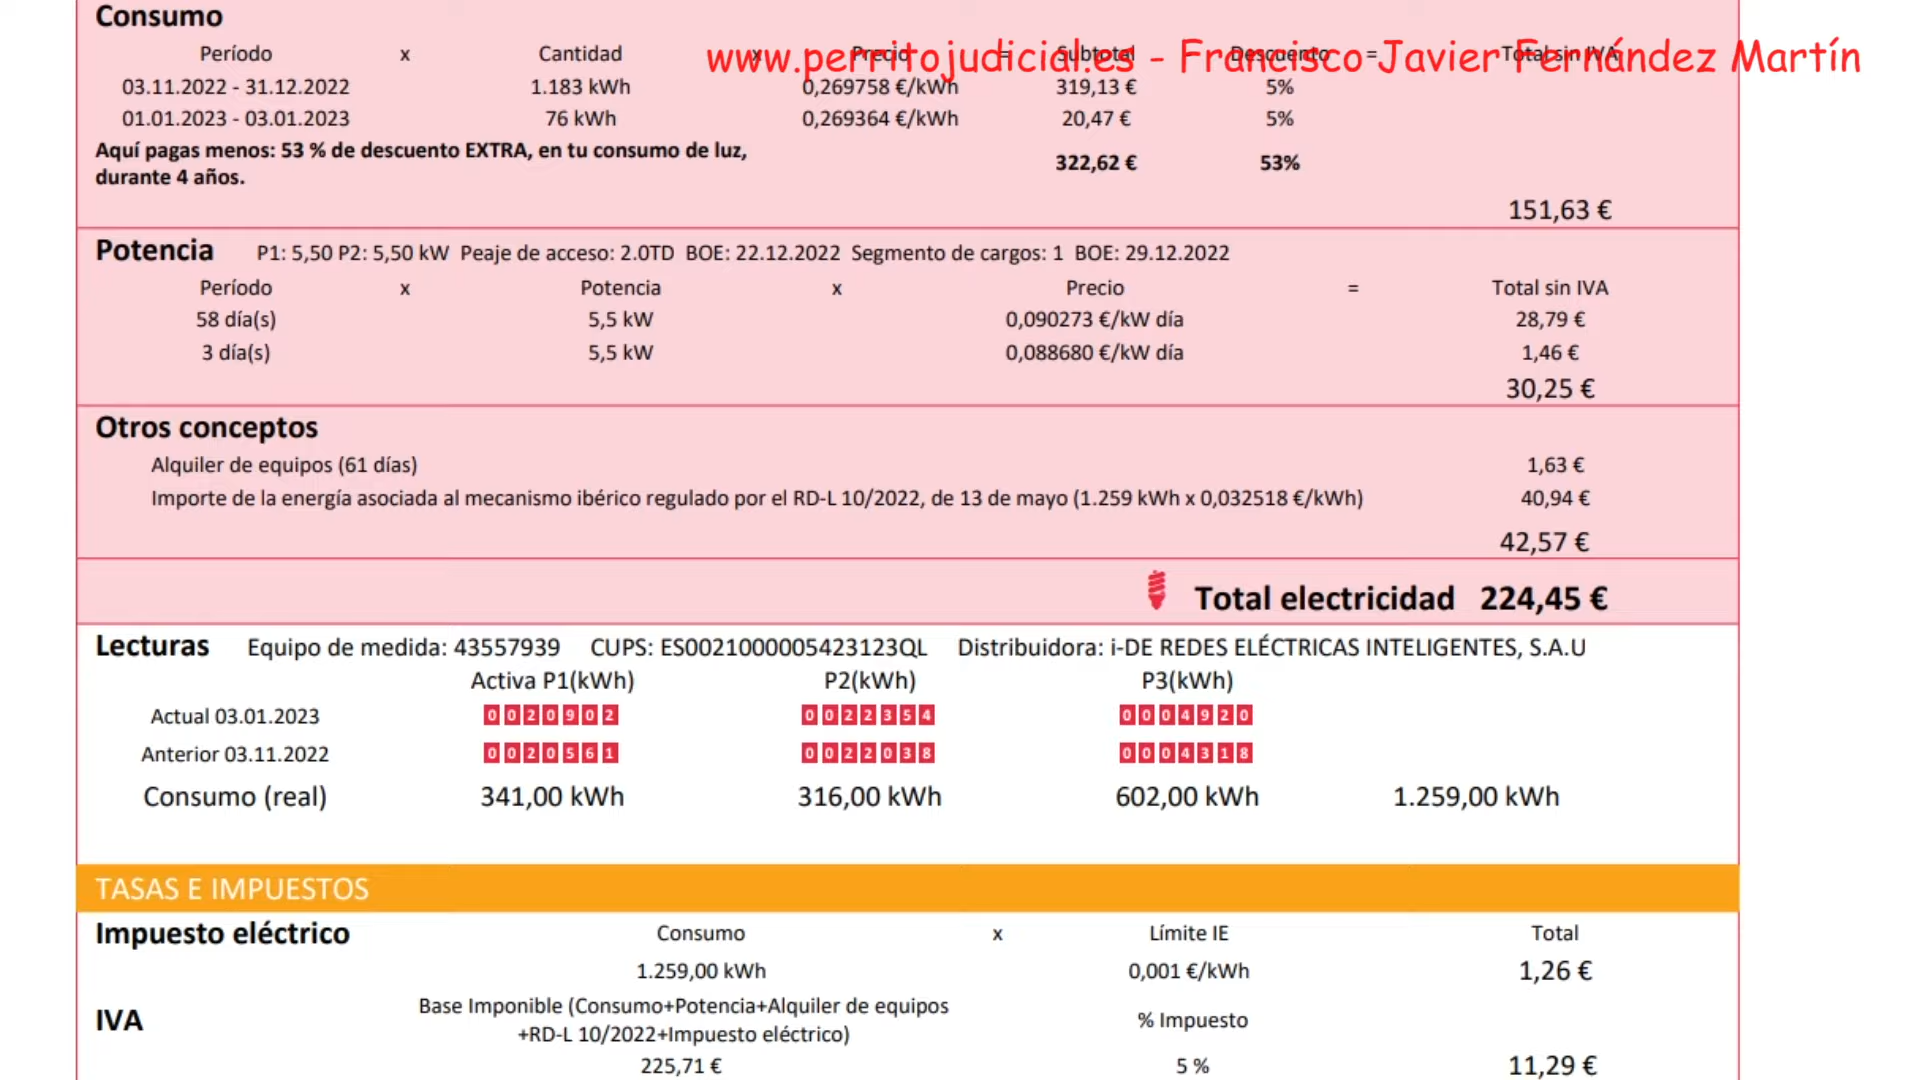 Consumo
www.perritojudicial.es - Francisco Javier Fernández Martín
Período x Cantidad x Precio = Subtotal Descuento = Total sin IVA
03.11.2022 - 31.12.2022 1.183 kWh 0,269758 €/kWh 319,13 € 5%
01.01.2023 - 03.01.2023 76 kWh 0,269364 €/kWh 20,47 € 5%
Aquí pagas menos: 53 % de descuento EXTRA, en tu consumo de luz,
durante 4 años. 322,62 € 53%
151,63 €
Potencia P1: 5,50 P2: 5,50 kW Peaje de acceso: 2.0TD BOE: 22.12.2022 Segmento de cargos: 1 BOE: 29.12.2022
Período x Potencia x Precio = Total sin IVA
58 día(s) 5,5 kW 0,090273 €/kW día 28,79 €
3 día(s) 5,5 kW 0,088680 €/kW día 1,46 €
30,25 €
Otros conceptos
Alquiler de equipos (61 días) 1,63 €
Importe de la energía asociada al mecanismo ibérico regulado por el RD-L 10/2022, de 13 de mayo (1.259 kWh x 0,032518 €/kWh) 40,94 €
42,57 €
Total electricidad 224,45 €
Lecturas Equipo de medida: 43557939 CUPS: ES0021000005423123QL Distribuidora: i-DE REDES ELÉCTRICAS INTELIGENTES, S.A.U
Activa P1(kWh) P2(kWh) P3(kWh)
Actual 03.01.2023 0020902 0022354 0004920
Anterior 03.11.2022 0020561 0022038 0004318
Consumo (real) 341,00 kWh 316,00 kWh 602,00 kWh 1.259,00 kWh
TASAS E IMPUESTOS
Impuesto eléctrico Consumo x Límite IE Total
1.259,00 kWh 0,001 €/kWh 1,26 €
IVA Base Imponible (Consumo+Potencia+Alquiler de equipos
+RD-L 10/2022+Impuesto eléctrico) % Impuesto
225,71 € 5 % 11,29 €